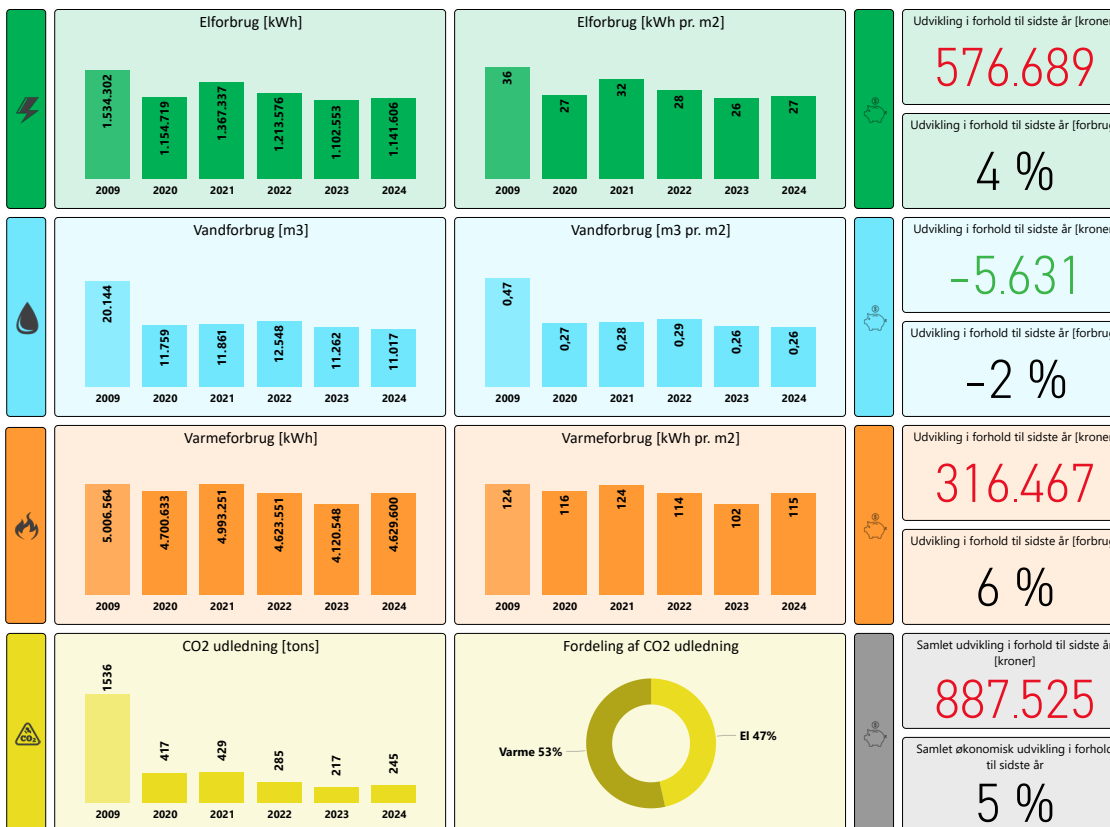 Elforbrug [kWh]
1.534.302
1.154.719
1.367.337
1.213.576
1.102.553
1.141.606
2009 2020 2021 2022 2023 2024
Elforbrug [kWh pr. m2]
36
27
32
28
26
27
2009 2020 2021 2022 2023 2024
Udvikling i forhold til sidste år [kroner
576.689
Udvikling i forhold til sidste år [forbrug
4 %
Vandforbrug [m3]
20.144
11.759
11.861
12.548
11.262
11.017
2009 2020 2021 2022 2023 2024
Vandforbrug [m3 pr. m2]
0,47
0,27
0,28
0,29
0,26
0,26
2009 2020 2021 2022 2023 2024
Udvikling i forhold til sidste år [kroner
-5.631
Udvikling i forhold til sidste år [forbrug
-2 %
Varmeforbrug [kWh]
5.006.564
4.700.633
4.993.251
4.623.551
4.120.548
4.629.600
2009 2020 2021 2022 2023 2024
Varmeforbrug [kWh pr. m2]
124
116
124
114
102
115
2009 2020 2021 2022 2023 2024
Udvikling i forhold til sidste år [kroner
316.467
Udvikling i forhold til sidste år [forbrug
6 %
CO2
CO2 udledning [tons]
1536
417
429
285
217
245
2009 2020 2021 2022 2023 2024
Fordeling af CO2 udledning
Varme 53%
El 47%
Samlet udvikling i forhold til sidste år
[kroner]
887.525
Samlet økonomisk udvikling i forhold
til sidste år
5 %